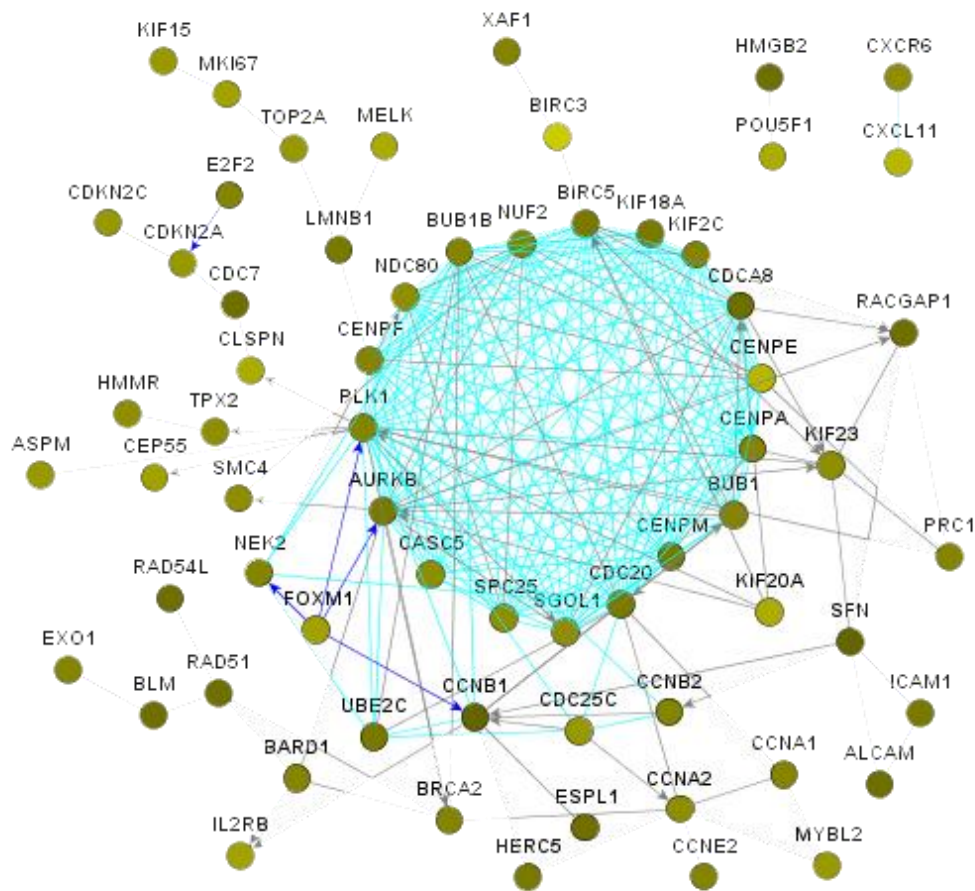 KIF15
XAF1
HMGB2
CXCR6
MKI67
TOP2A
MELK
BIRC3
POU5F1
CXCL11
E2F2
CDKN2C
CDKN2A
LMNB1
BUB1B
NUF2
BIRC5
KIF18A
KIF2C
CDC7
NDC80
CDCA8
RACGAP1
CENPF
CLSPN
CENPE
HMMR
TPX2
PLK1
CENPA
KIF23
ASPM
CEP55
SMC4
AURKB
BUB1
CENPM
PRC1
NEK2
CASC5
SPC25
CDC20
KIF20A
RAD54L
FOXM1
SGOL1
SFN
EXO1
BLM
RAD51
UBE2C
CCNB1
CDC25C
CCNB2
ICAM1
BARD1
BRCA2
ESPL1
CCNA2
CCNA1
ALCAM
IL2RB
HERC5
CCNE2
MYBL2